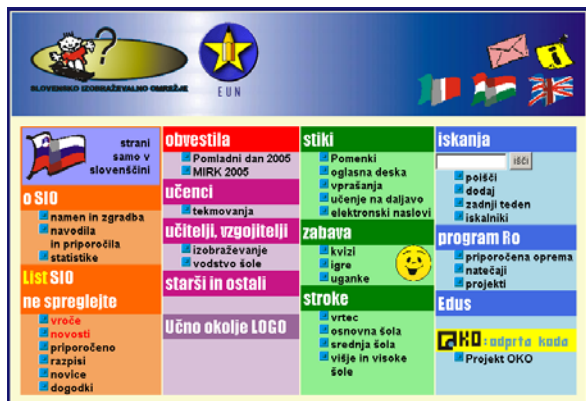 SLOVENSKO IZOBRAŽEVALNO OMREŽJE
EUN
strani
samo v
slovenščini
o SIO
namen in zgradba
navodila
in priporočila
statistike
List SIO
ne spreglejte
vroče
novosti
priporočeno
razpisi
novice
dogodki
obvestila
Pomladni dan 2005
MIRK 2005
učenci
tekmovanja
učitelji, vzgojitelji
izobraževanje
vodstvo šole
starši in ostali
Učno okolje LOGO
stiki
Pomenki
oglasna deska
vprašanja
učenje na daljavo
elektronski naslovi
zabava
kvizi
igre
uganke
stroke
vrtec
osnovna šola
srednja šola
višje in visoke
šole
iskanja
išči
poišči
dodaj
zadnji teden
iskalniki
program Ro
priporočena oprema
natečaji
projekti
Edus
OKO:odprta koda
Projekt OKO